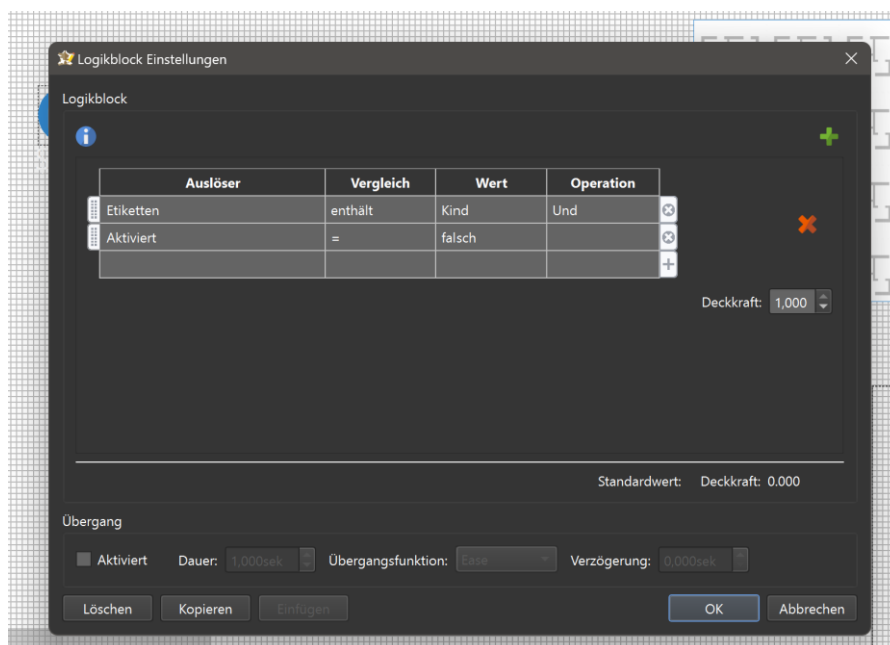 Logikblock Einstellungen
Logikblock
Auslöser Vergleich Wert Operation
Etiketten enthält Kind Und
Aktiviert = falsch
Deckkraft: 1,000
Standardwert: Deckkraft: 0.000
Übergang
Aktiviert Dauer: 1,000sek Übergangsfunktion: Ease Verzögerung: 0,000sek
Löschen Kopieren Einfügen OK Abbrechen